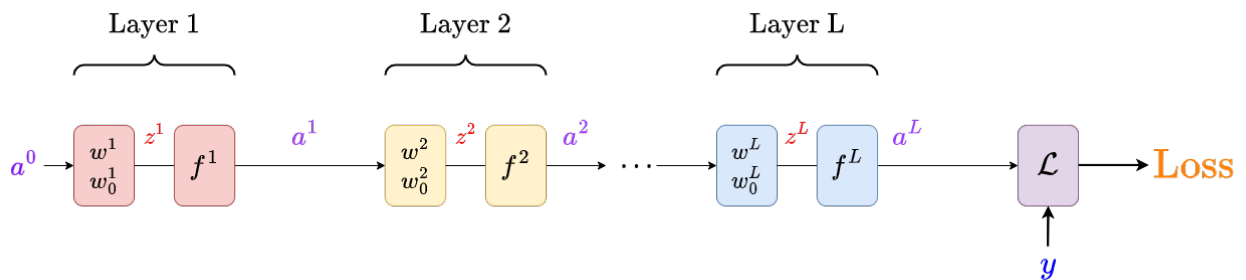 Layer 1
Layer 2
Layer L
a^0
w^1
w_0^1
z^1
f^1
a^1
w^2
w_0^2
z^2
f^2
a^2
...
w^L
w_0^L
z^L
f^L
a^L
ℒ
Loss
y